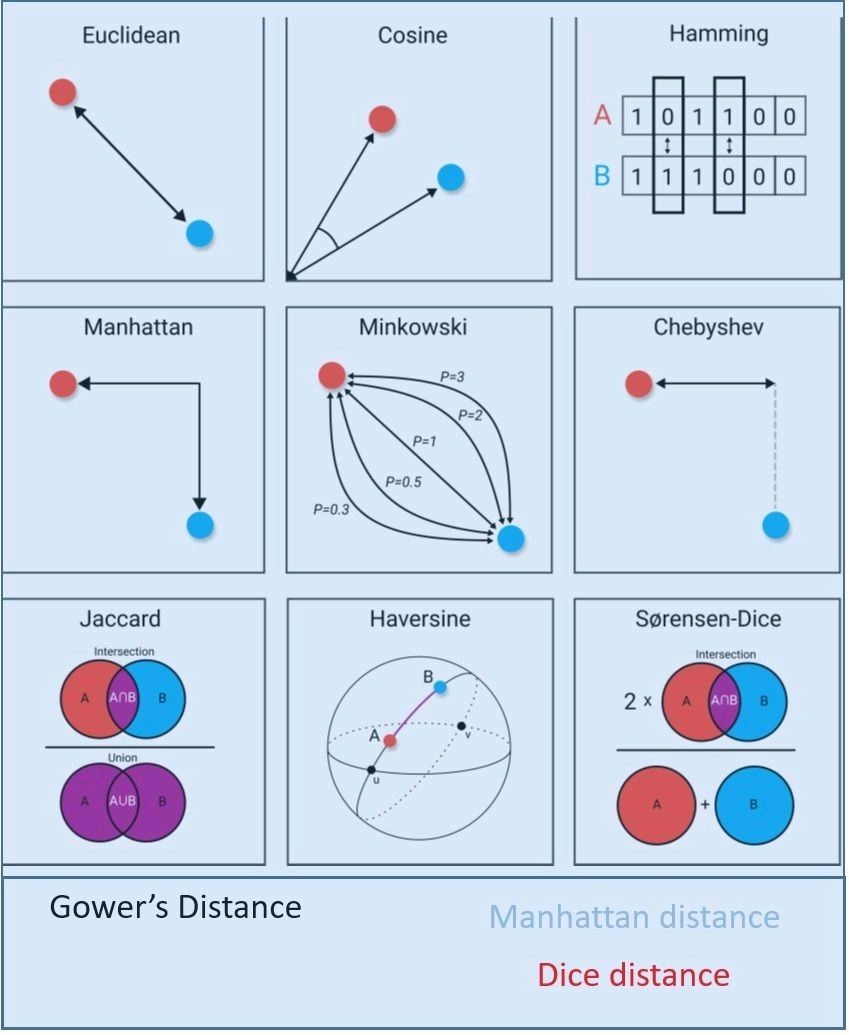 Euclidean
Cosine
Hamming
A 1 0 1 1 0 0
B 1 1 1 0 0 0
Manhattan
Minkowski
P=3
P=2
P=1
P=0.5
P=0.3
Chebyshev
Jaccard
Intersection
A A∩B B
Union
A A∪B B
Haversine
B
A
v
u
Sørensen-Dice
Intersection
2 x A A∩B B
A + B
Gower’s Distance
Manhattan distance
Dice distance